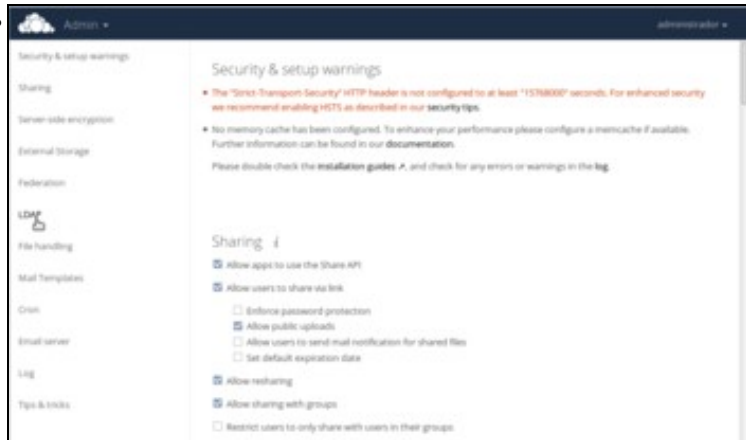 Admin
administrador
Security & setup warnings
Sharing
Server-side encryption
External Storage
Federation
LDAP
File handling
Mail Templates
Cron
Email server
Log
Tips & tricks
Security & setup warnings
The "Strict-Transport-Security" HTTP header is not configured to at least "15768000" seconds. For enhanced security
we recommend enabling HSTS as described in our security tips.
No memory cache has been configured. To enhance your performance please configure a memcache if available.
Further information can be found in our documentation.
Please double check the installation guides ↗, and check for any errors or warnings in the log.
Sharing i
Allow apps to use the Share API
Allow users to share via link
Enforce password protection
Allow public uploads
Allow users to send mail notification for shared files
Set default expiration date
Allow resharing
Allow sharing with groups
Restrict users to only share with users in their groups